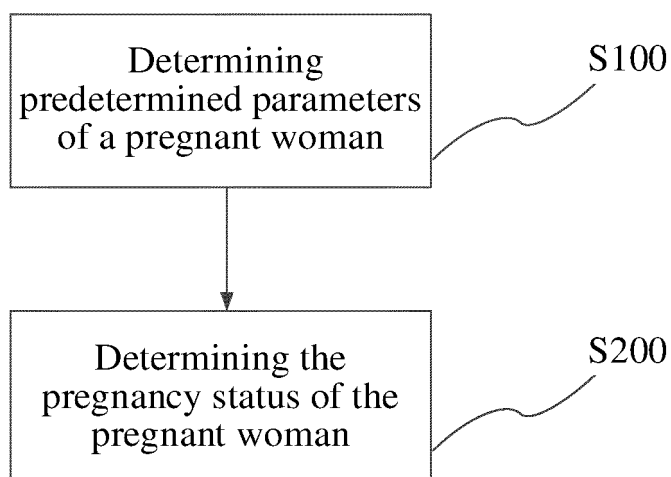 Determining
predetermined parameters
of a pregnant woman
S100
Determining the
pregnancy status of the
pregnant woman
S200